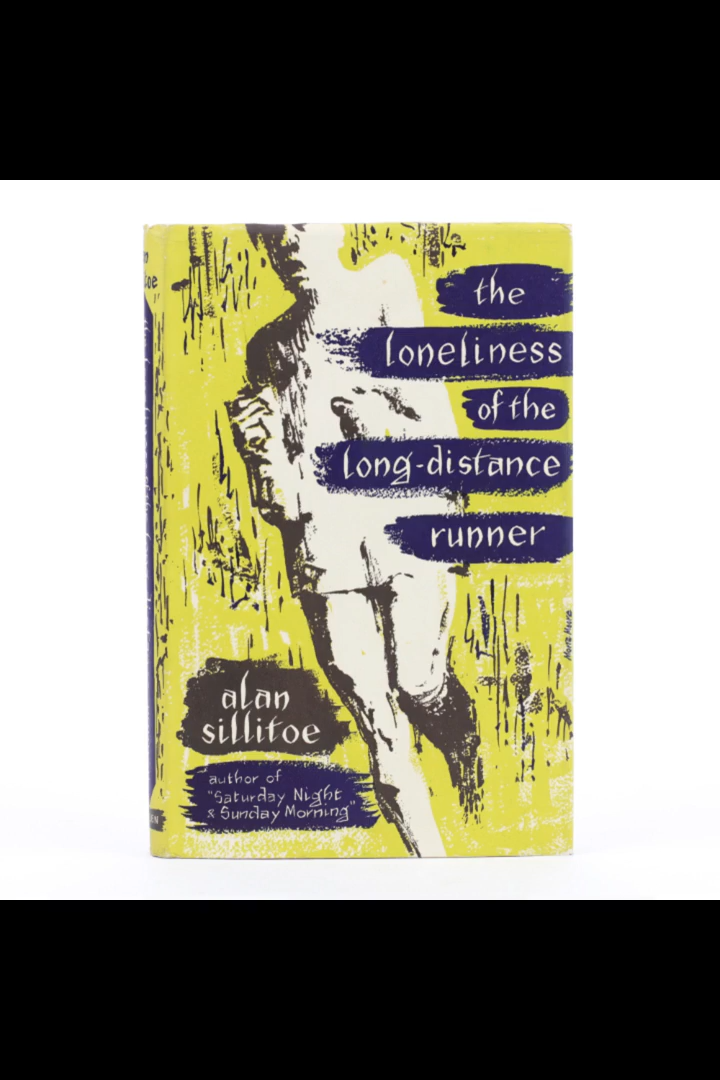 the
loneliness
of the
long-distance
runner
alan
sillitoe
author of
"Saturday Night
& Sunday Morning"